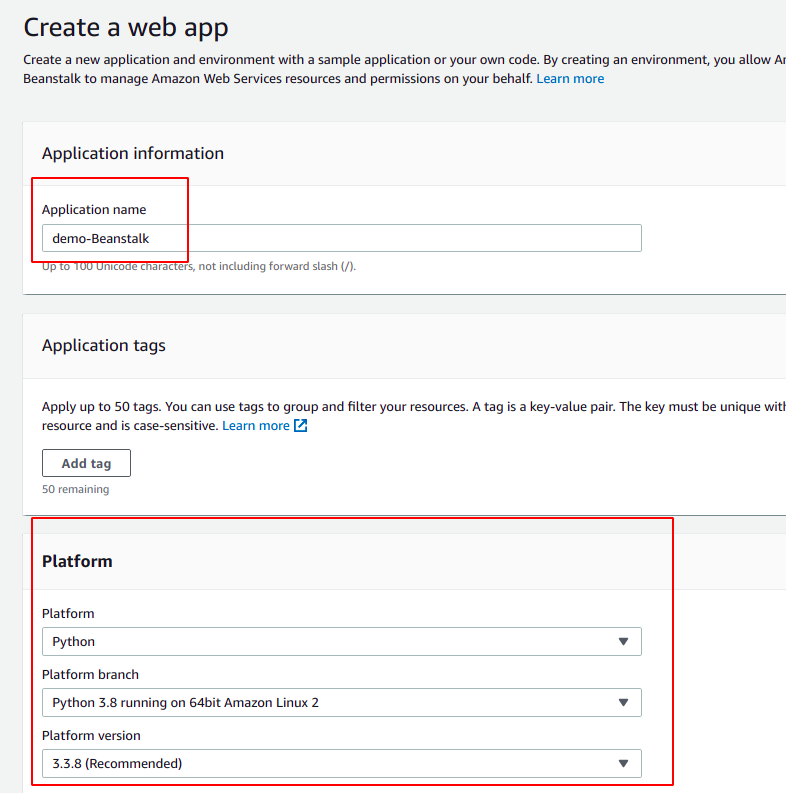 Create a web app
Create a new application and environment with a sample application or your own code. By creating an environment, you allow
Beanstalk to manage Amazon Web Services resources and permissions on your behalf. Learn more
Application information
Application name
demo-Beanstalk
Up to 100 Unicode characters, not including forward slash (/).
Application tags
Apply up to 50 tags. You can use tags to group and filter your resources. A tag is a key-value pair. The key must be unique
resource and is case-sensitive. Learn more
Add tag
50 remaining
Platform
Platform
Python
Platform branch
Python 3.8 running on 64bit Amazon Linux 2
Platform version
3.3.8 (Recommended)